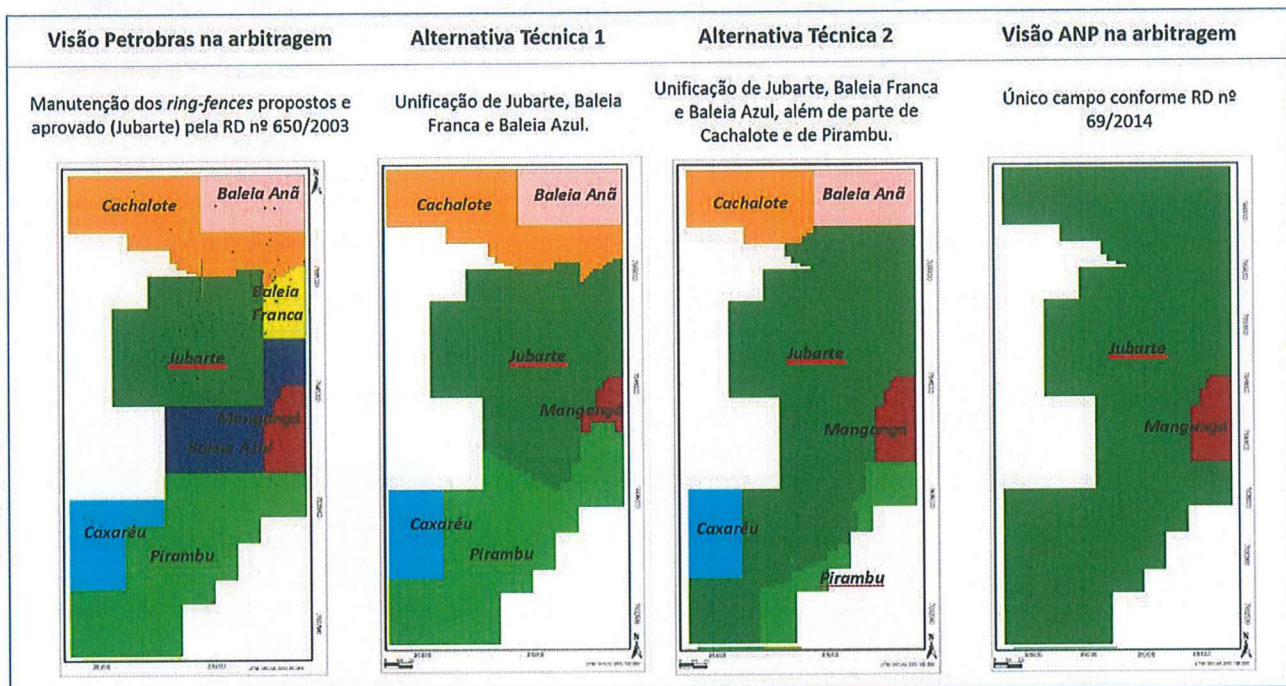 Visão Petrobras na arbitragem
Manutenção dos ring-fences propostos e
aprovado (Jubarte) pela RD nº 650/2003
Cachalote
Baleia Anã
Baleia
Franca
Jubarte
Mangangá
Baleia Azul
Caxaréu
Pirambu
N
Alternativa Técnica 1
Unificação de Jubarte, Baleia
Franca e Baleia Azul.
Cachalote
Baleia Anã
Jubarte
Mangangá
Caxaréu
Pirambu
N
Alternativa Técnica 2
Unificação de Jubarte, Baleia Franca
e Baleia Azul, além de parte de
Cachalote e de Pirambu.
Cachalote
Baleia Anã
Jubarte
Mangangá
Caxaréu
Pirambu
N
Visão ANP na arbitragem
Único campo conforme RD nº
69/2014
Jubarte
Mangangá
N